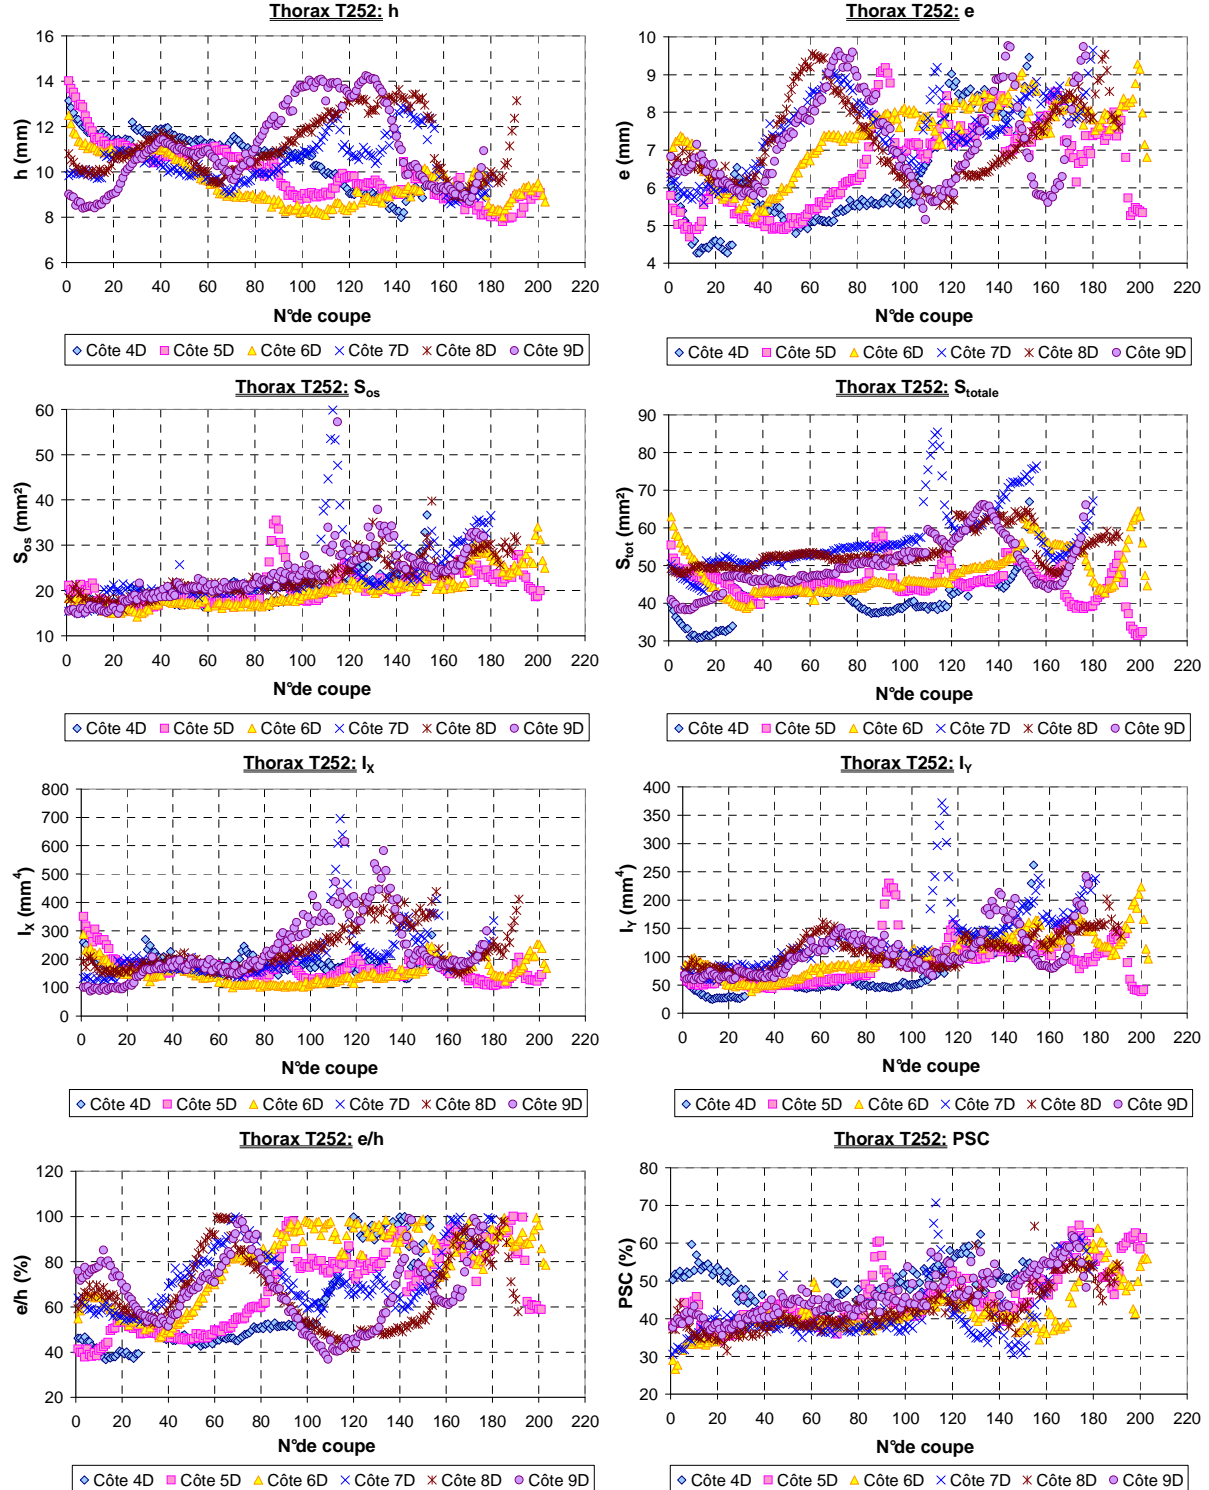 Thorax T252: h
16
14
12
10
8
6
h (mm)
0 20 40 60 80 100 120 140 160 180 200 220
N°de coupe
Côte 4D Côte 5D Côte 6D Côte 7D Côte 8D Côte 9D
Thorax T252: e
10
9
8
7
6
5
4
e (mm)
0 20 40 60 80 100 120 140 160 180 200 220
N°de coupe
Côte 4D Côte 5D Côte 6D Côte 7D Côte 8D Côte 9D
Thorax T252: Sos
60
50
40
30
20
10
Sos (mm²)
0 20 40 60 80 100 120 140 160 180 200 220
N°de coupe
Côte 4D Côte 5D Côte 6D Côte 7D Côte 8D Côte 9D
Thorax T252: Stotale
90
80
70
60
50
40
30
Stot (mm²)
0 20 40 60 80 100 120 140 160 180 200 220
N°de coupe
Côte 4D Côte 5D Côte 6D Côte 7D Côte 8D Côte 9D
Thorax T252: IX
800
700
600
500
400
300
200
100
0
IX (mm4)
0 20 40 60 80 100 120 140 160 180 200 220
N°de coupe
Côte 4D Côte 5D Côte 6D Côte 7D Côte 8D Côte 9D
Thorax T252: IY
400
350
300
250
200
150
100
50
0
IY (mm4)
0 20 40 60 80 100 120 140 160 180 200 220
N°de coupe
Côte 4D Côte 5D Côte 6D Côte 7D Côte 8D Côte 9D
Thorax T252: e/h
120
100
80
60
40
20
e/h (%)
0 20 40 60 80 100 120 140 160 180 200 220
N°de coupe
Côte 4D Côte 5D Côte 6D Côte 7D Côte 8D Côte 9D
Thorax T252: PSC
80
70
60
50
40
30
20
PSC (%)
0 20 40 60 80 100 120 140 160 180 200 220
N°de coupe
Côte 4D Côte 5D Côte 6D Côte 7D Côte 8D Côte 9D